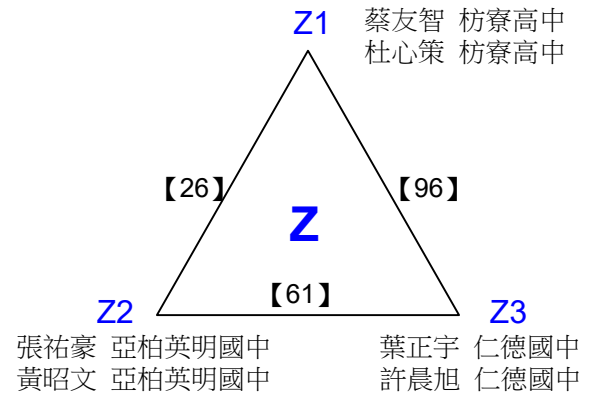 Z1
蔡友智 枋寮高中
杜心策 枋寮高中
【26】
【96】
Z
【61】
Z2
Z3
張祐豪 亞柏英明國中
黃昭文 亞柏英明國中
葉正宇 仁德國中
許晨旭 仁德國中